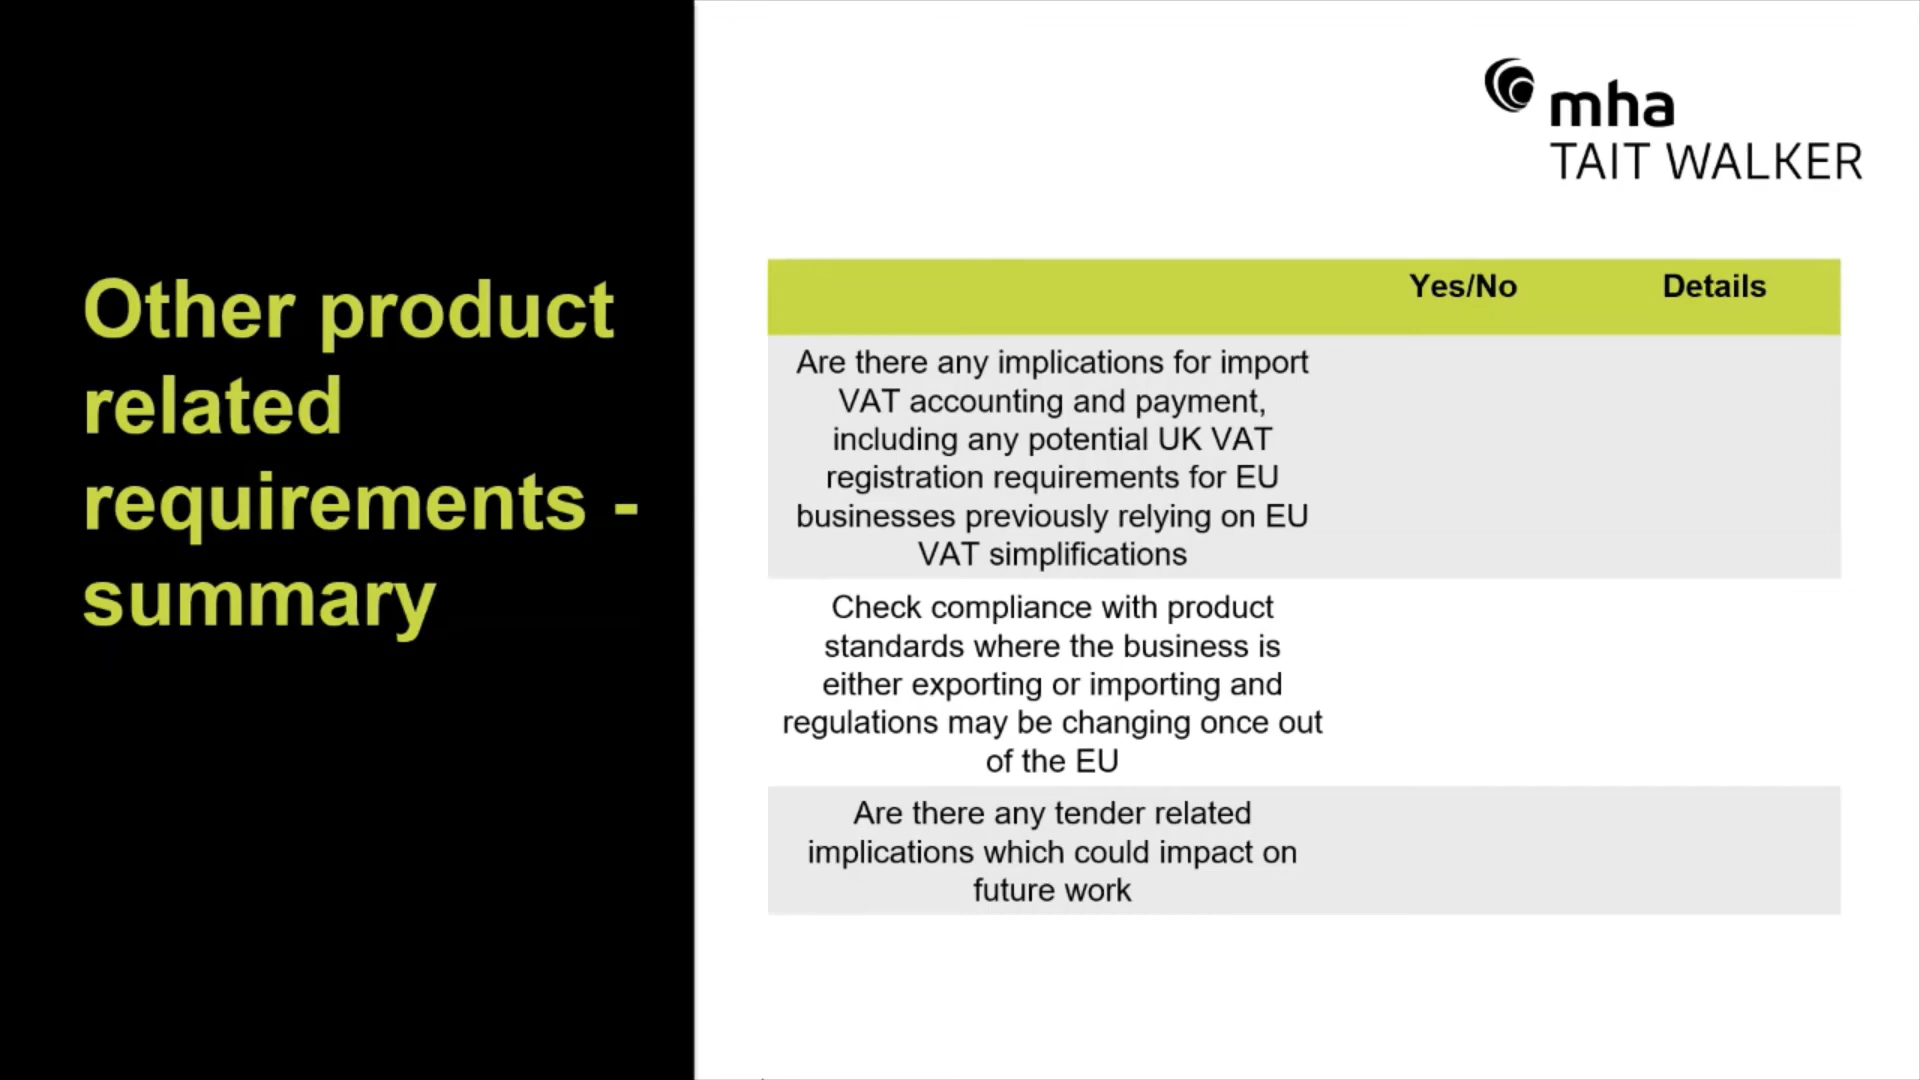 Other product
related
requirements -
summary
mha
TAIT WALKER
Yes/No Details
Are there any implications for import
VAT accounting and payment,
including any potential UK VAT
registration requirements for EU
businesses previously relying on EU
VAT simplifications
Check compliance with product
standards where the business is
either exporting or importing and
regulations may be changing once out
of the EU
Are there any tender related
implications which could impact on
future work